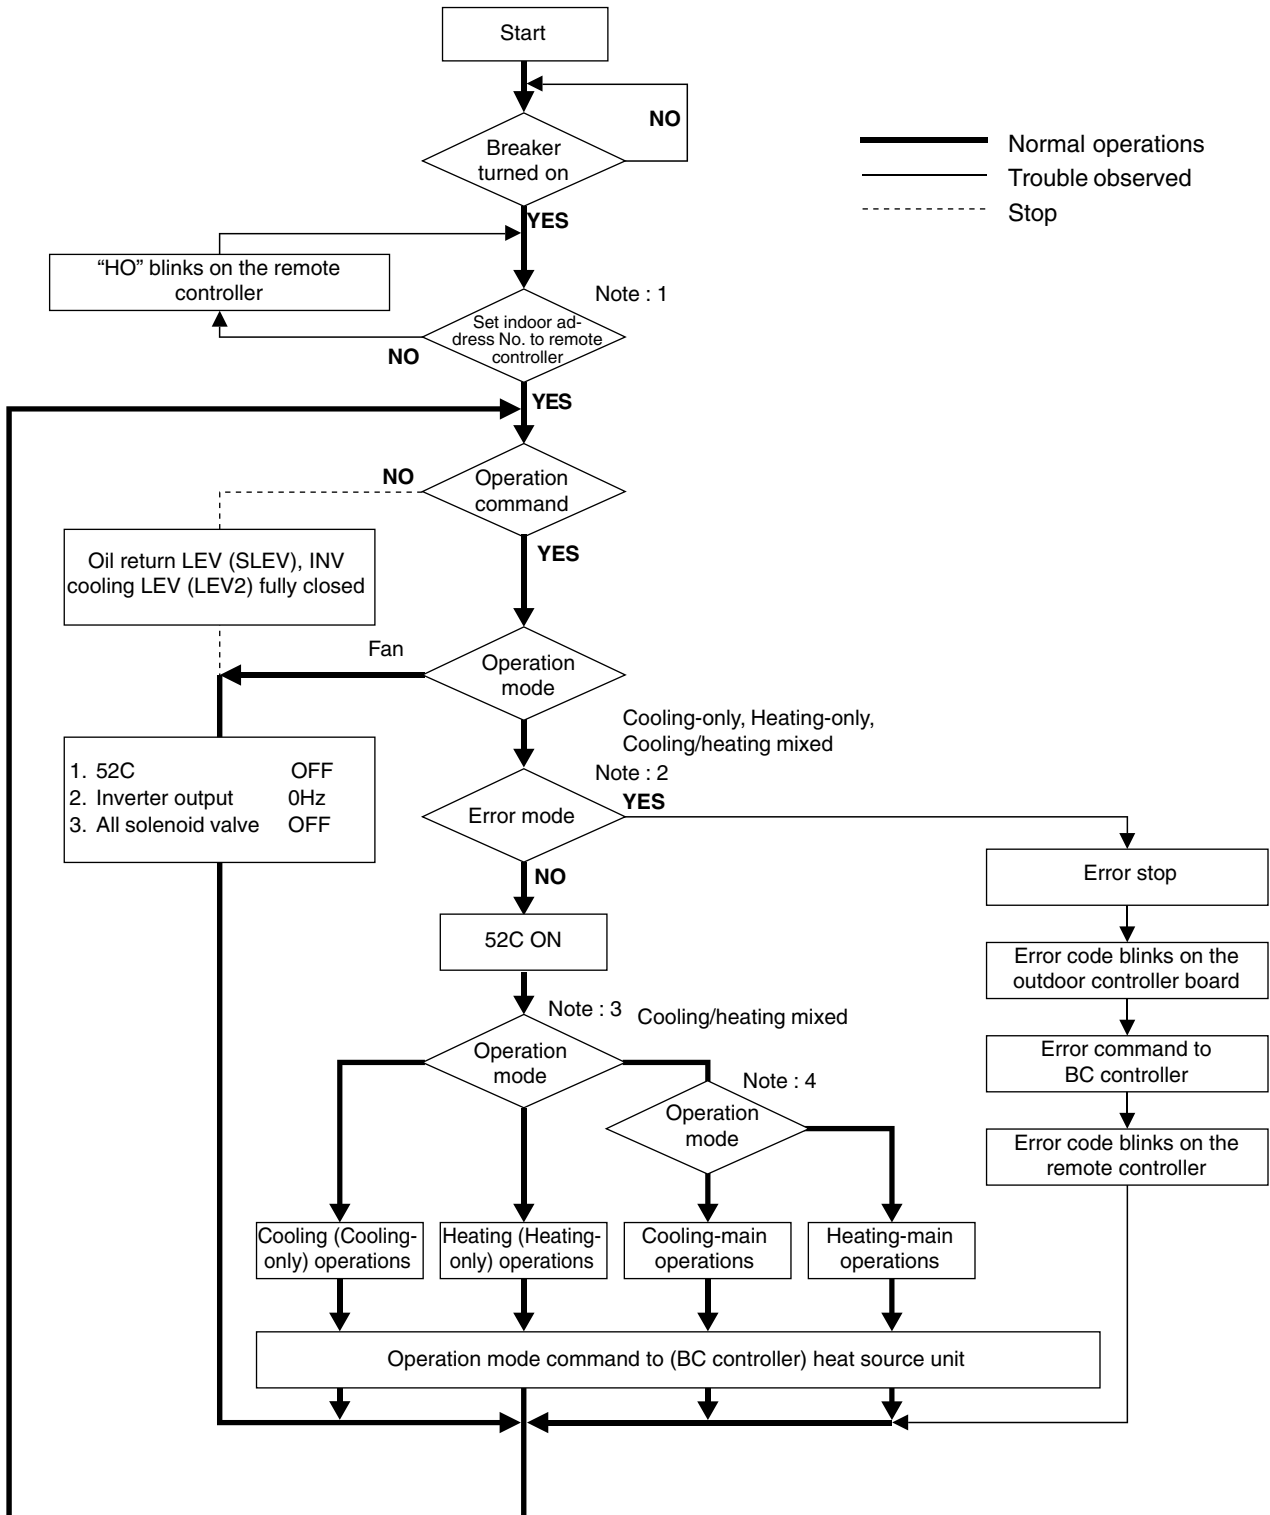 Start
NO
Breaker
turned on
Normal operations
Trouble observed
Stop
YES
“HO” blinks on the remote
controller
Note : 1
Set indoor ad-
dress No. to remote
controller
NO
YES
NO
Operation
command
YES
Oil return LEV (SLEV), INV
cooling LEV (LEV2) fully closed
Fan
Operation
mode
Cooling-only, Heating-only,
Cooling/heating mixed
Note : 2
YES
1. 52C OFF
2. Inverter output 0Hz
3. All solenoid valve OFF
Error mode
NO
Error stop
52C ON
Error code blinks on the
outdoor controller board
Note : 3
Cooling/heating mixed
Operation
mode
Error command to
BC controller
Note : 4
Operation
mode
Error code blinks on the
remote controller
Cooling (Cooling-
only) operations
Heating (Heating-
only) operations
Cooling-main
operations
Heating-main
operations
Operation mode command to (BC controller) heat source unit